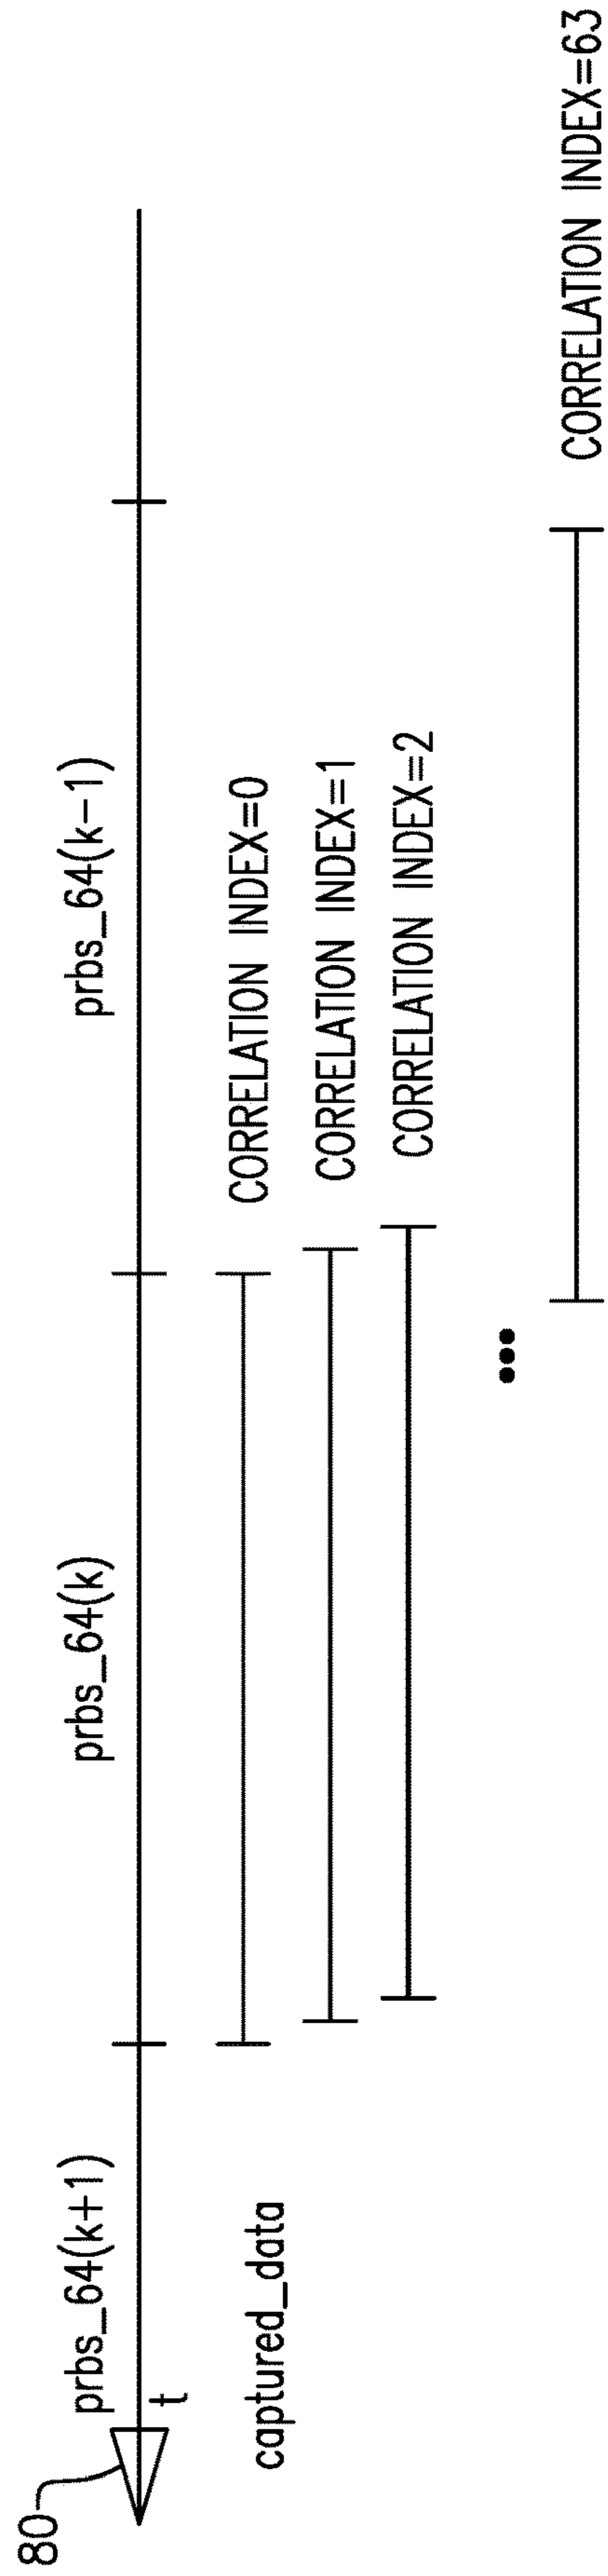 80
prbs_64(k+1)
prbs_64(k)
prbs_64(k-1)
t
captured_data
CORRELATION INDEX=0
CORRELATION INDEX=1
CORRELATION INDEX=2
•••
CORRELATION INDEX=63